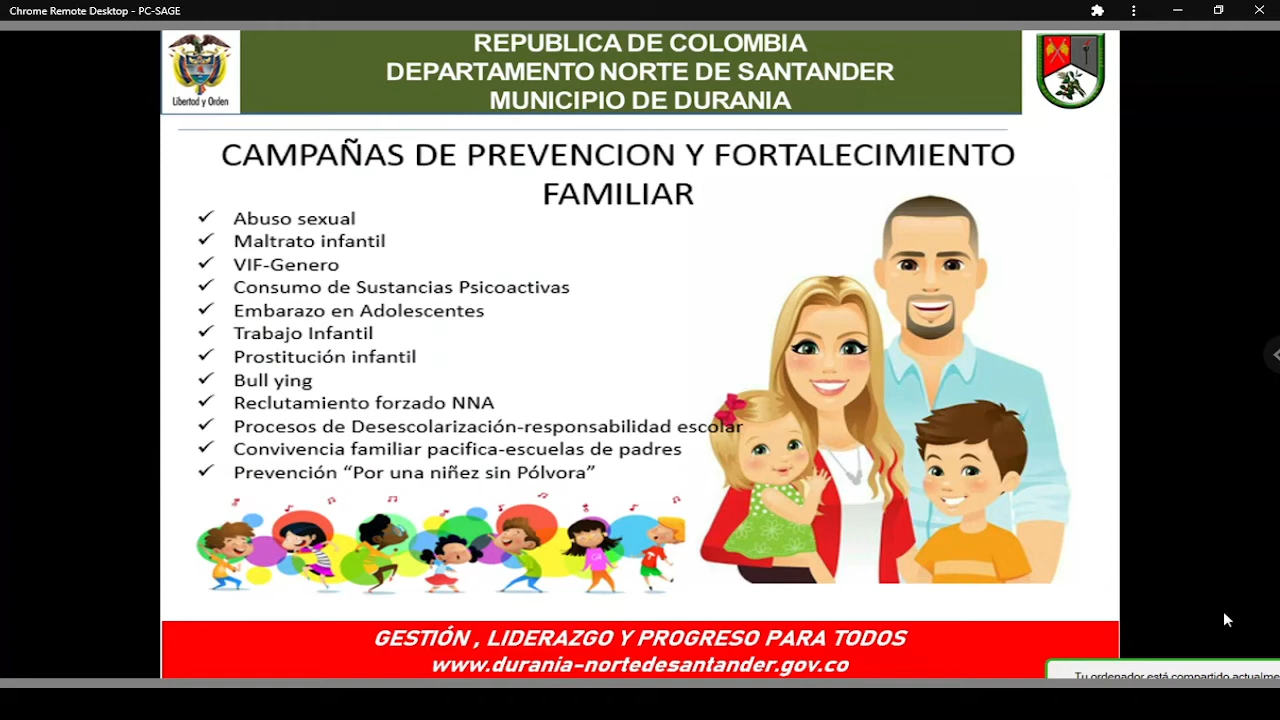 Chrome Remote Desktop - PC-SAGE
REPUBLICA DE COLOMBIA
DEPARTAMENTO NORTE DE SANTANDER
MUNICIPIO DE DURANIA
Libertad y Orden
CAMPAÑAS DE PREVENCION Y FORTALECIMIENTO
FAMILIAR
Abuso sexual
Maltrato infantil
VIF-Genero
Consumo de Sustancias Psicoactivas
Embarazo en Adolescentes
Trabajo Infantil
Prostitución infantil
Bull ying
Reclutamiento forzado NNA
Procesos de Desescolarización-responsabilidad escolar
Convivencia familiar pacifica-escuelas de padres
Prevención “Por una niñez sin Pólvora”
GESTIÓN , LIDERAZGO Y PROGRESO PARA TODOS
www.durania-nortedesantander.gov.co
Tu ordenador está compartido actualme